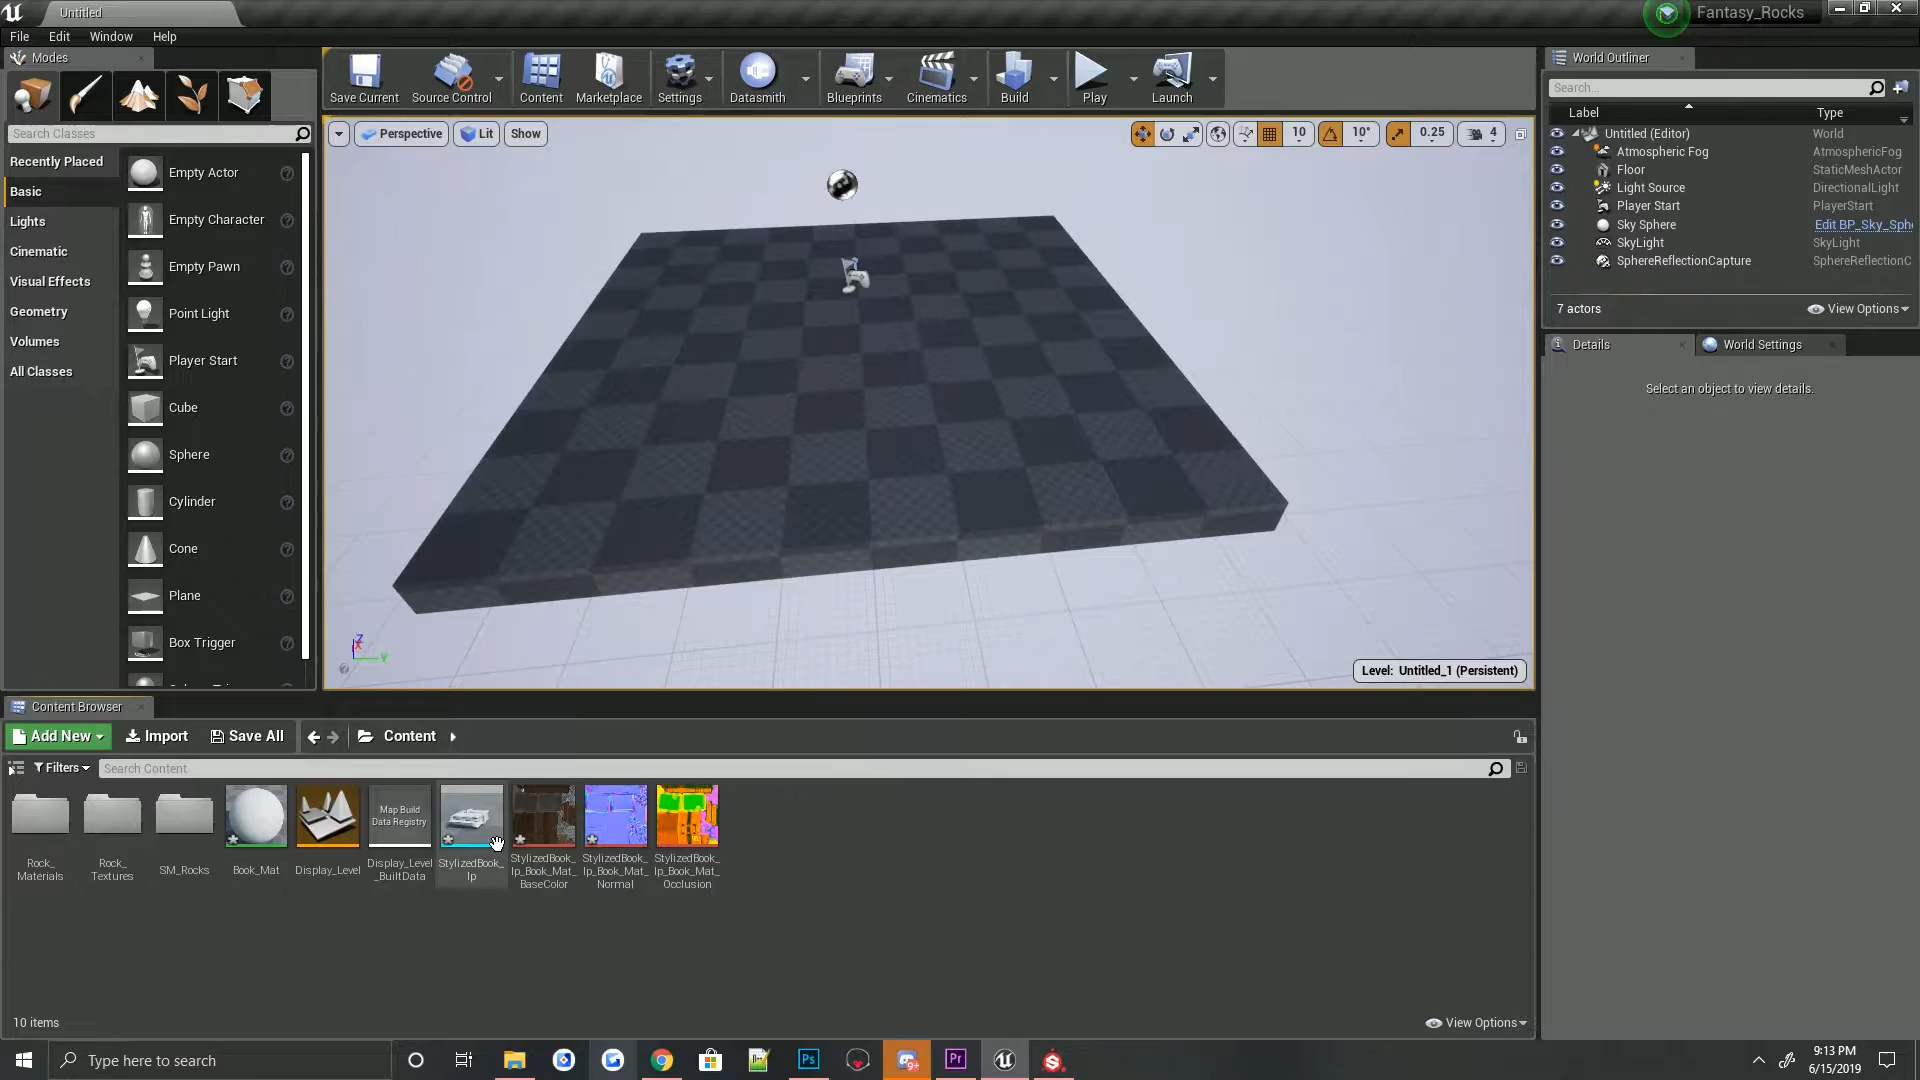 Untitled
Fantasy_Rocks
File Edit Window Help
Modes
Save Current Source Control Content Marketplace Settings Datasmith Blueprints Cinematics Build Play Launch
Search Classes
Recently Placed
Basic
Lights
Cinematic
Visual Effects
Geometry
Volumes
All Classes
Empty Actor
Empty Character
Empty Pawn
Point Light
Player Start
Cube
Sphere
Cylinder
Cone
Plane
Box Trigger
Perspective Lit Show
10 10° 0.25 4
Z
X
Y
Level: Untitled_1 (Persistent)
World Outliner
Search...
Label Type
Untitled (Editor) World
Atmospheric Fog AtmosphericFog
Floor StaticMeshActor
Light Source DirectionalLight
Player Start PlayerStart
Sky Sphere Edit BP_Sky_Sph
SkyLight SkyLight
SphereReflectionCapture SphereReflectionC
7 actors View Options
Details World Settings
Select an object to view details.
Content Browser
Add New Import Save All Content
Filters Search Content
Map Build
Data Registry
Rock_
Materials
Rock_
Textures
SM_Rocks
Book_Mat
Display_Level
Display_Level
_BuiltData
StylizedBook_
lp
StylizedBook_
lp_Book_Mat_
BaseColor
StylizedBook_
lp_Book_Mat_
Normal
StylizedBook_
lp_Book_Mat_
Occlusion
10 items View Options
Type here to search
Ps
9+
Pr
9:13 PM
6/15/2019